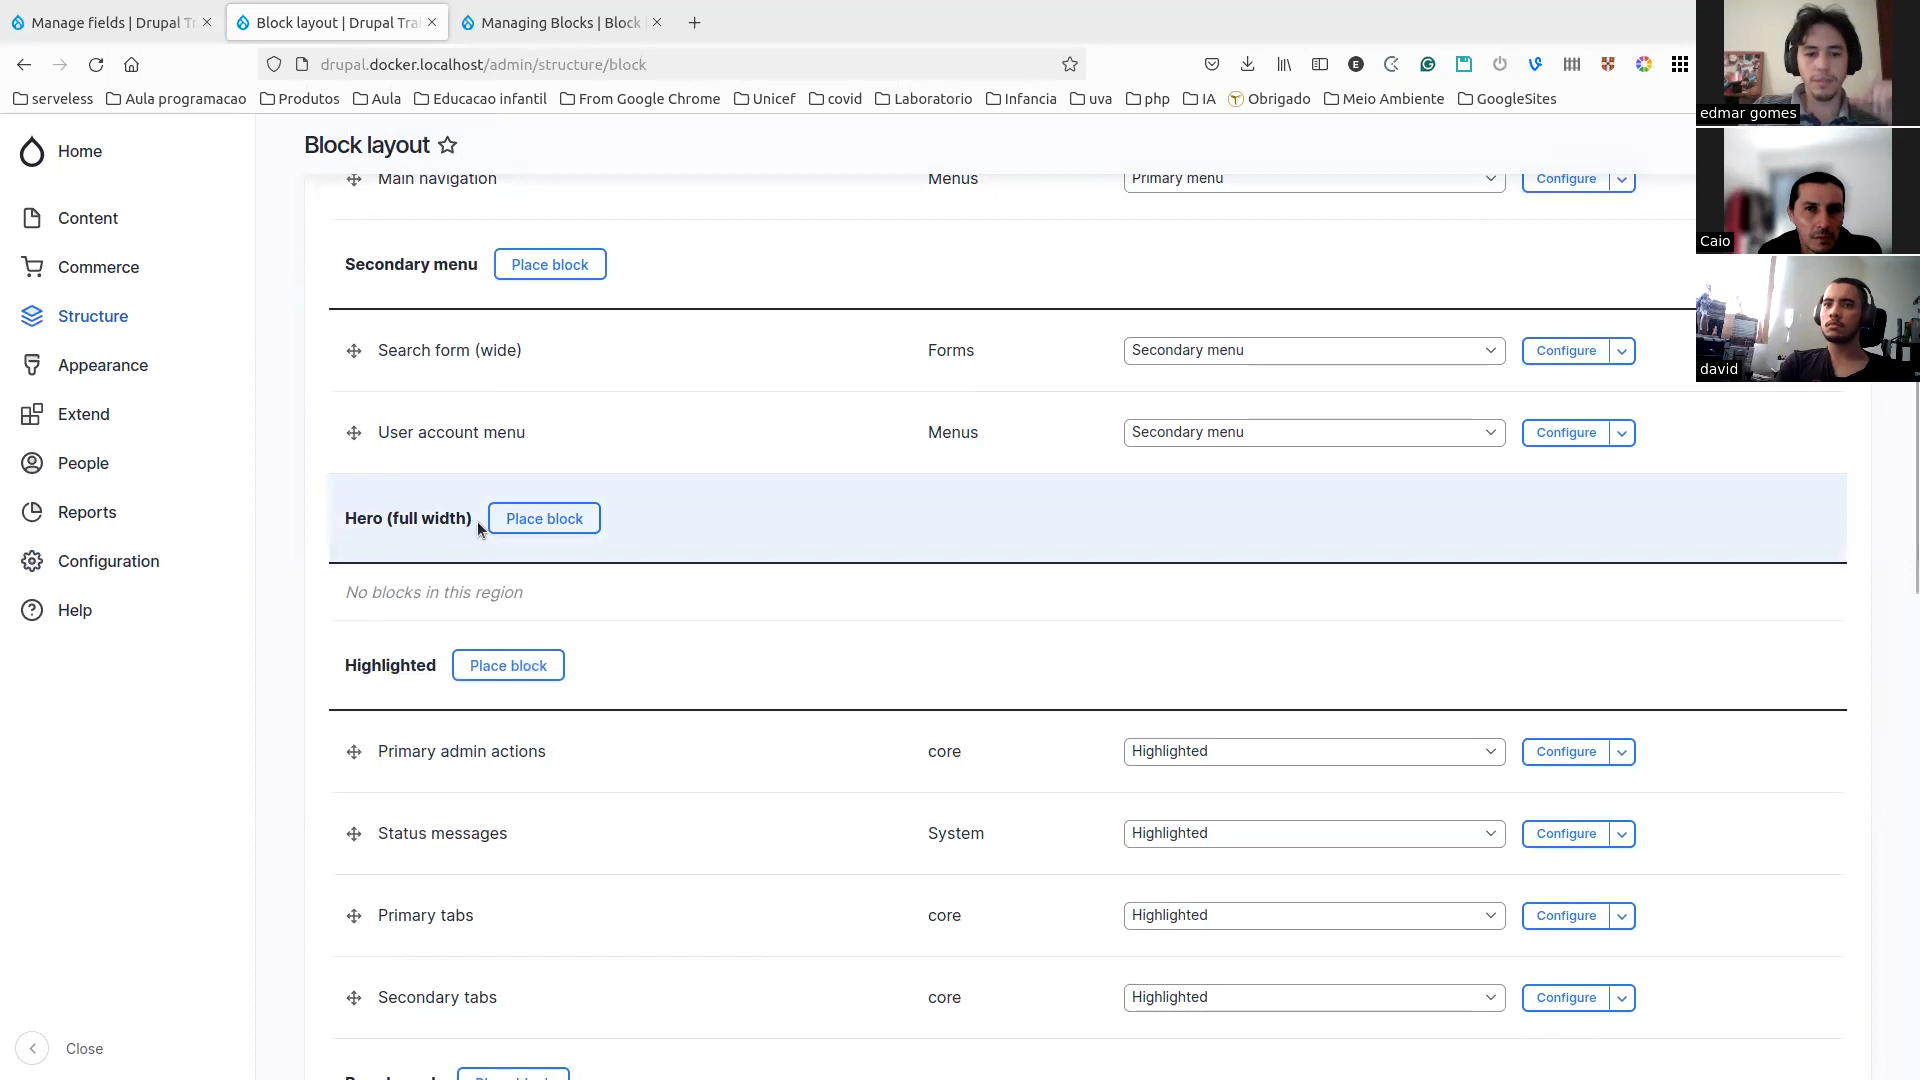 Manage fields | Drupal Tr
Block layout | Drupal Trai
Managing Blocks | Block
drupal.docker.localhost/admin/structure/block
serveless
Aula programacao
Produtos
Aula
Educacao infantil
From Google Chrome
Unicef
covid
Laboratorio
Infancia
uva
php
IA
Obrigado
Meio Ambiente
GoogleSites
edmar gomes
Caio
david
Home
Content
Commerce
Structure
Appearance
Extend
People
Reports
Configuration
Help
Close
Block layout
Main navigation Menus Primary menu Configure
Secondary menu Place block
Search form (wide) Forms Secondary menu Configure
User account menu Menus Secondary menu Configure
Hero (full width) Place block
No blocks in this region
Highlighted Place block
Primary admin actions core Highlighted Configure
Status messages System Highlighted Configure
Primary tabs core Highlighted Configure
Secondary tabs core Highlighted Configure